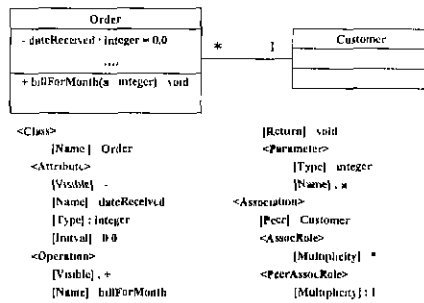 Order
- dateReceived : integer = 0.0
....
+ billForMonth(a integer) void
*
1
Customer
<Class>
[Name] Order
<Attribute>
[Visible] -
[Name] dateReceived
[Type] : integer
[Initval] 0 0
<Operation>
[Visible] . +
[Name] billForMonth
[Return] void
<Parameter>
[Type] integer
[Name] . a
<Association>
[Peer] Customer
<AssocRole>
[Multiplicity] *
<PeerAssocRole>
[Multiplicity] : 1